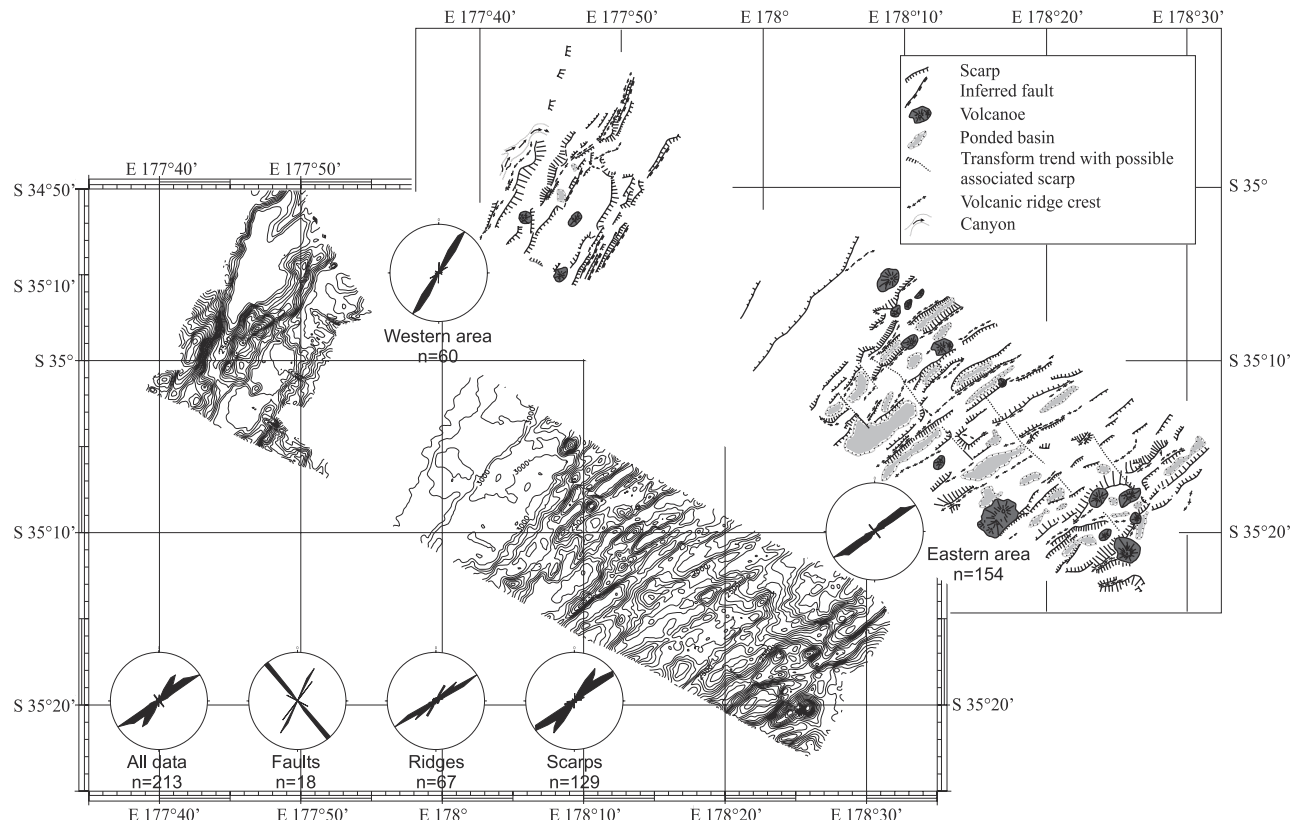 E 177°40’ E 177°50’ E 178° E 178°10’ E 178°20’ E 178°30’
Scarp
Inferred fault
Volcanoe
Ponded basin
Transform trend with possible
associated scarp
Volcanic ridge crest
Canyon
E 177°40’ E 177°50’
S 34°50’
S 35°
S 35°10’
Western area
n=60
S 35°
S 35°10’
3000
3000
3000
S 35°10’
S 35°20’
Eastern area
n=154
S 35°20’
S 35°20’
All data
n=213
Faults
n=18
Ridges
n=67
Scarps
n=129
E 177°40’ E 177°50’ E 178° E 178°10’ E 178°20’ E 178°30’